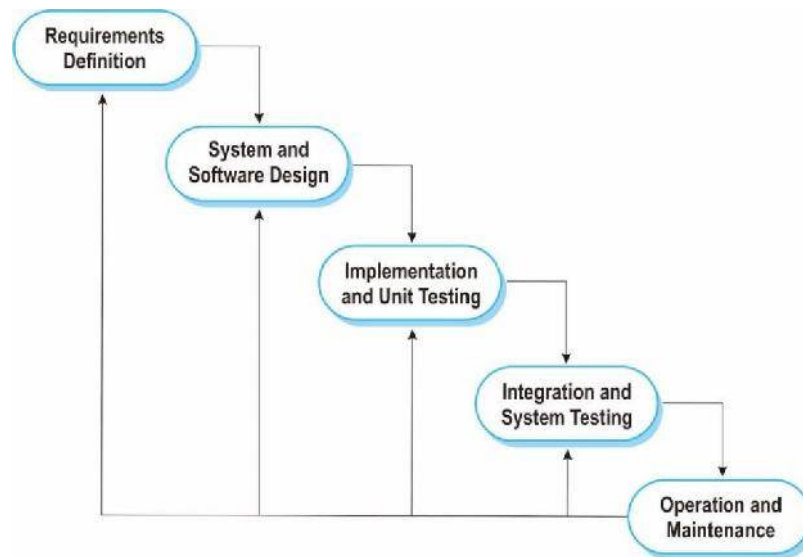 Requirements
Definition
System and
Software Design
Implementation
and Unit Testing
Integration and
System Testing
Operation and
Maintenance